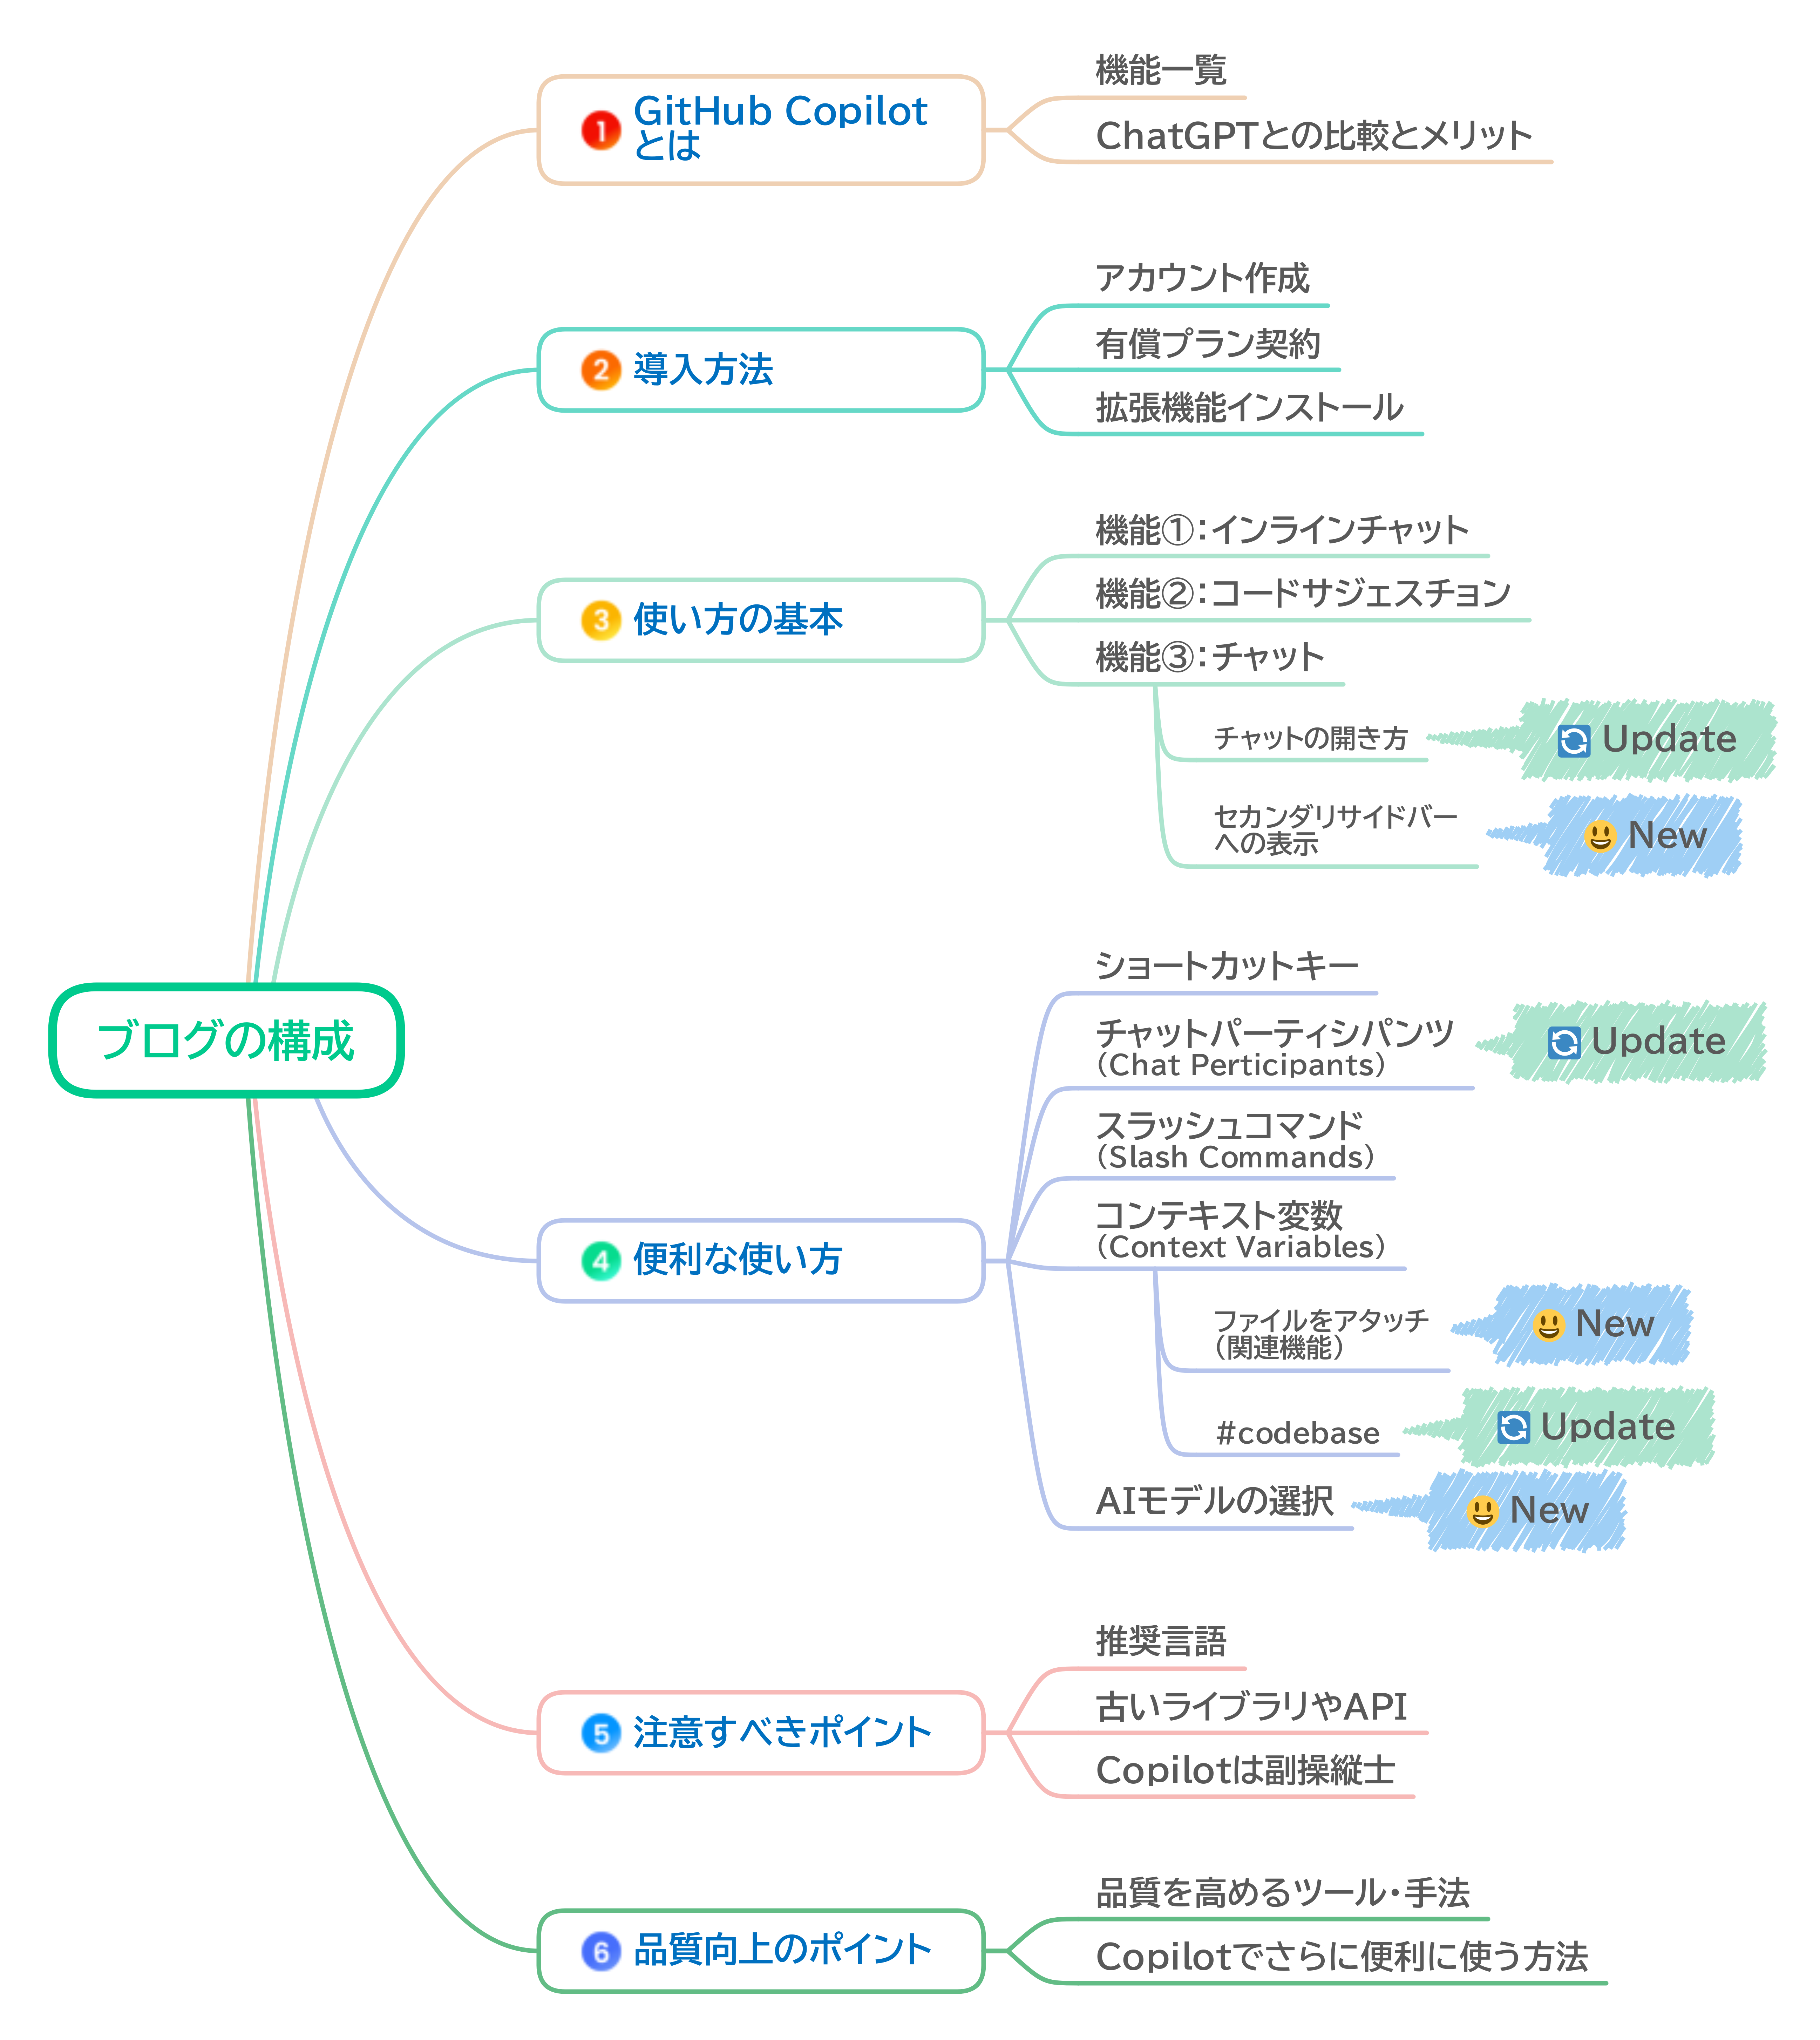 ブログの構成
1 GitHub Copilot
とは
機能一覧
ChatGPTとの比較とメリット
2 導入方法
アカウント作成
有償プラン契約
拡張機能インストール
3 使い方の基本
機能①：インラインチャット
機能②：コードサジェスチョン
機能③：チャット
チャットの開き方
Update
セカンダリサイドバー
への表示
New
4 便利な使い方
ショートカットキー
チャットパーティシパンツ
（Chat Perticipants）
Update
スラッシュコマンド
（Slash Commands）
コンテキスト変数
（Context Variables）
ファイルをアタッチ
（関連機能）
New
#codebase
Update
AIモデルの選択
New
5 注意すべきポイント
推奨言語
古いライブラリやAPI
Copilotは副操縦士
6 品質向上のポイント
品質を高めるツール・手法
Copilotでさらに便利に使う方法